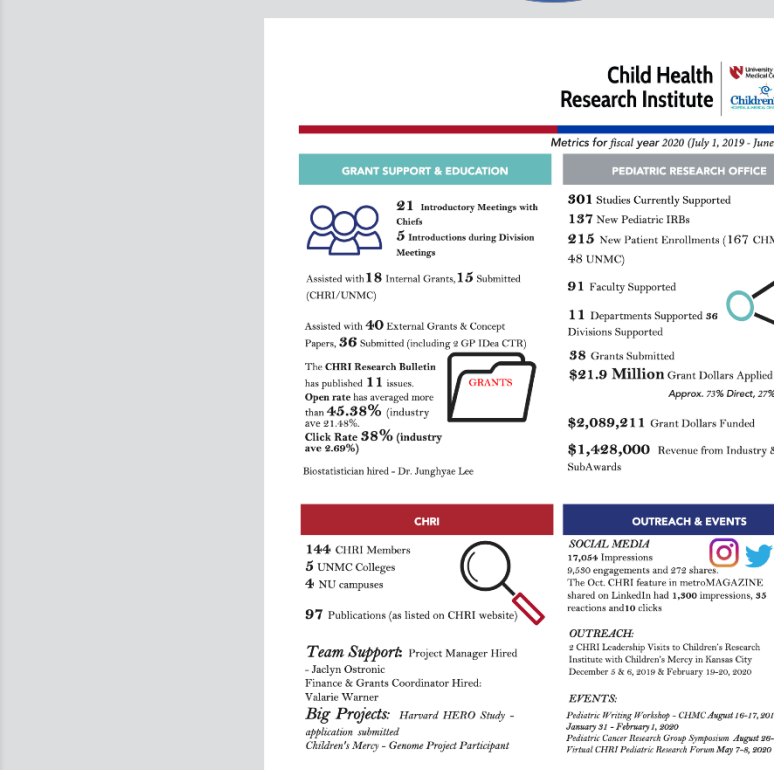 Child Health
Research Institute
University
Medical Ce
Children
Metrics for fiscal year 2020 (July 1, 2019 - June
GRANT SUPPORT & EDUCATION
21 Introductory Meetings with
Chiefs
5 Introductions during Division
Meetings
Assisted with 18 Internal Grants, 15 Submitted
(CHRI/UNMC)
Assisted with 40 External Grants & Concept
Papers, 36 Submitted (including 2 GP IDea CTR)
The CHRI Research Bulletin
has published 11 issues.
Open rate has averaged more
than 45.38% (industry
ave 21.48%.
Click Rate 38% (industry
ave 2.69%)
GRANTS
Biostatistician hired - Dr. Junghyae Lee
PEDIATRIC RESEARCH OFFICE
301 Studies Currently Supported
137 New Pediatric IRBs
215 New Patient Enrollments (167 CHM
48 UNMC)
91 Faculty Supported
11 Departments Supported 36
Divisions Supported
38 Grants Submitted
$21.9 Million Grant Dollars Applied
Approx. 73% Direct, 27%
$2,089,211 Grant Dollars Funded
$1,428,000 Revenue from Industry &
SubAwards
CHRI
144 CHRI Members
5 UNMC Colleges
4 NU campuses
97 Publications (as listed on CHRI website)
Team Support: Project Manager Hired
- Jaclyn Ostronic
Finance & Grants Coordinator Hired:
Valarie Warner
Big Projects: Harvard HERO Study -
application submitted
Children's Mercy - Genome Project Participant
OUTREACH & EVENTS
SOCIAL MEDIA
17,054 Impressions
9,530 engagements and 272 shares.
The Oct. CHRI feature in metroMAGAZINE
shared on LinkedIn had 1,300 impressions, 35
reactions and10 clicks
OUTREACH:
2 CHRI Leadership Visits to Children's Research
Institute with Children's Mercy in Kansas City
December 5 & 6, 2019 & February 19-20, 2020
EVENTS:
Pediatric Writing Workshop - CHMC August 16-17, 201
January 31 - February 1, 2020
Pediatric Cancer Research Group Symposium August 26-
Virtual CHRI Pediatric Research Forum May 7-8, 2020